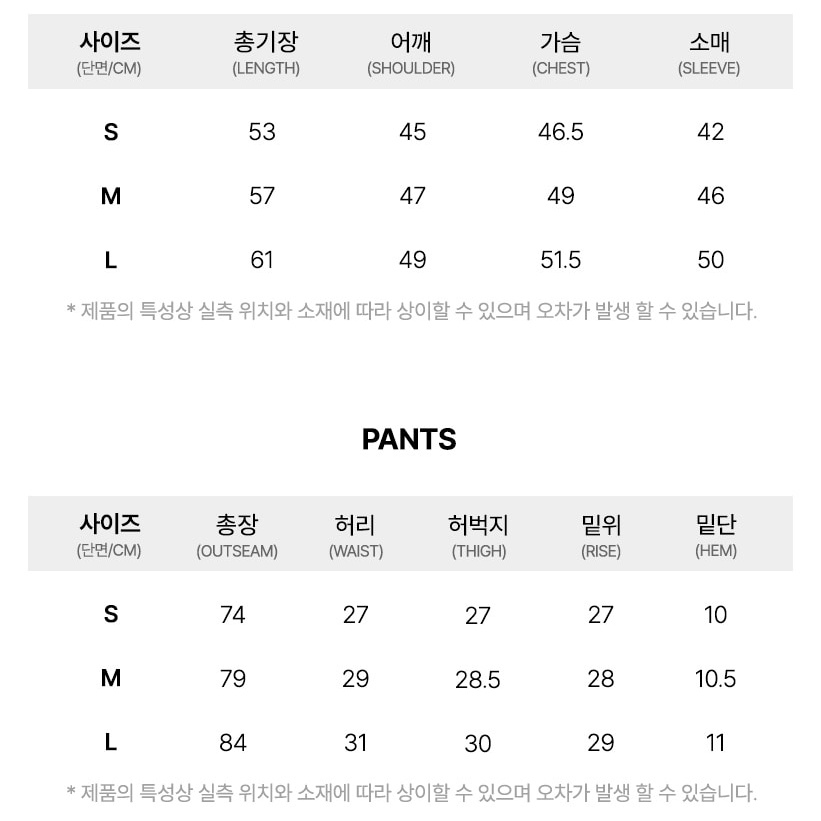 사이즈 총기장 어깨 가슴 소매
(단면/CM) (LENGTH) (SHOULDER) (CHEST) (SLEEVE)
S 53 45 46.5 42
M 57 47 49 46
L 61 49 51.5 50
* 제품의 특성상 실측 위치와 소재에 따라 상이할 수 있으며 오차가 발생 할 수 있습니다.
PANTS
사이즈 총장 허리 허벅지 밑위 밑단
(단면/CM) (OUTSEAM) (WAIST) (THIGH) (RISE) (HEM)
S 74 27 27 27 10
M 79 29 28.5 28 10.5
L 84 31 30 29 11
* 제품의 특성상 실측 위치와 소재에 따라 상이할 수 있으며 오차가 발생 할 수 있습니다.